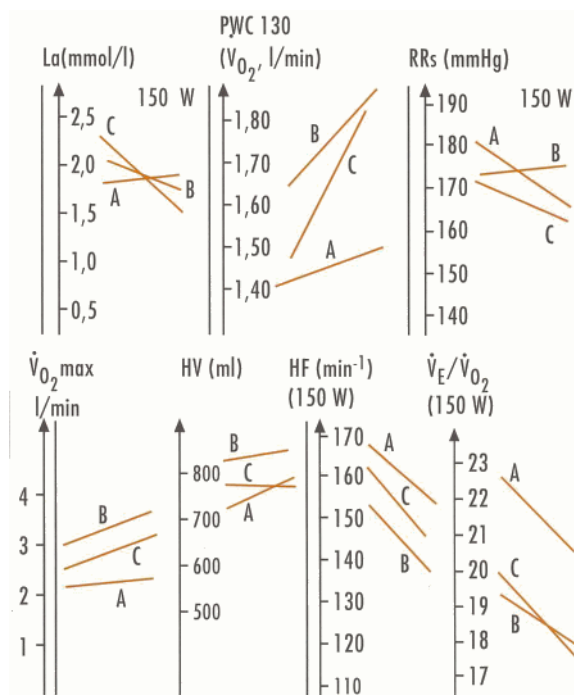 La(mmol/l)
150 W
2,5
2,0
1,5
1,0
0,5
C
A
B
PWC 130
(V̇O₂, l/min)
1,80
1,70
1,60
1,50
1,40
B
C
A
RRs (mmHg)
150 W
190
180
170
160
150
140
A
B
C
V̇O₂ max
l/min
4
3
2
1
B
C
A
HV (ml)
800
700
600
500
B
C
A
HF (min⁻¹)
(150 W)
170
160
150
140
130
120
110
A
C
B
V̇E/V̇O₂
(150 W)
23
22
21
20
19
18
17
A
C
B